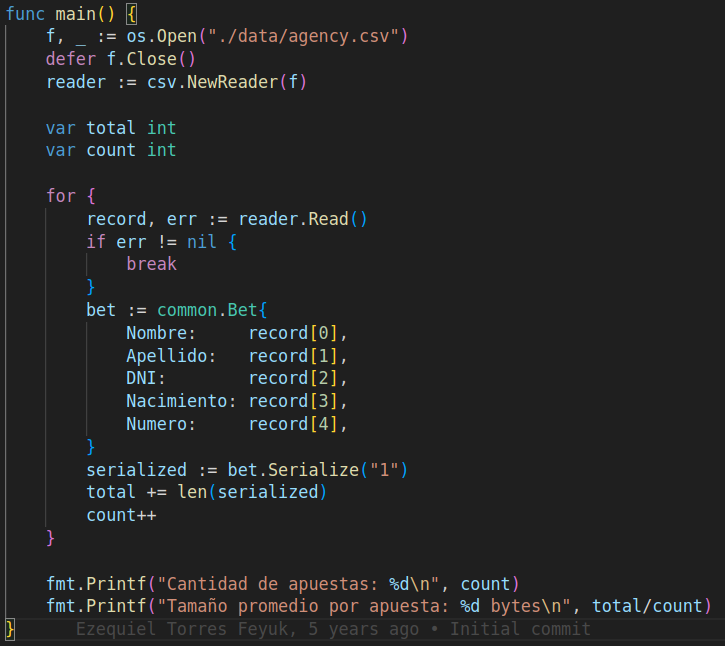 func main() {
    f, _ := os.Open("./data/agency.csv")
    defer f.Close()
    reader := csv.NewReader(f)

    var total int
    var count int

    for {
        record, err := reader.Read()
        if err != nil {
            break
        }
        bet := common.Bet{
            Nombre:     record[0],
            Apellido:   record[1],
            DNI:        record[2],
            Nacimiento: record[3],
            Numero:     record[4],
        }
        serialized := bet.Serialize("1")
        total += len(serialized)
        count++
    }

    fmt.Printf("Cantidad de apuestas: %d\n", count)
    fmt.Printf("Tamaño promedio por apuesta: %d bytes\n", total/count)
}      Ezequiel Torres Feyuk, 5 years ago • Initial commit